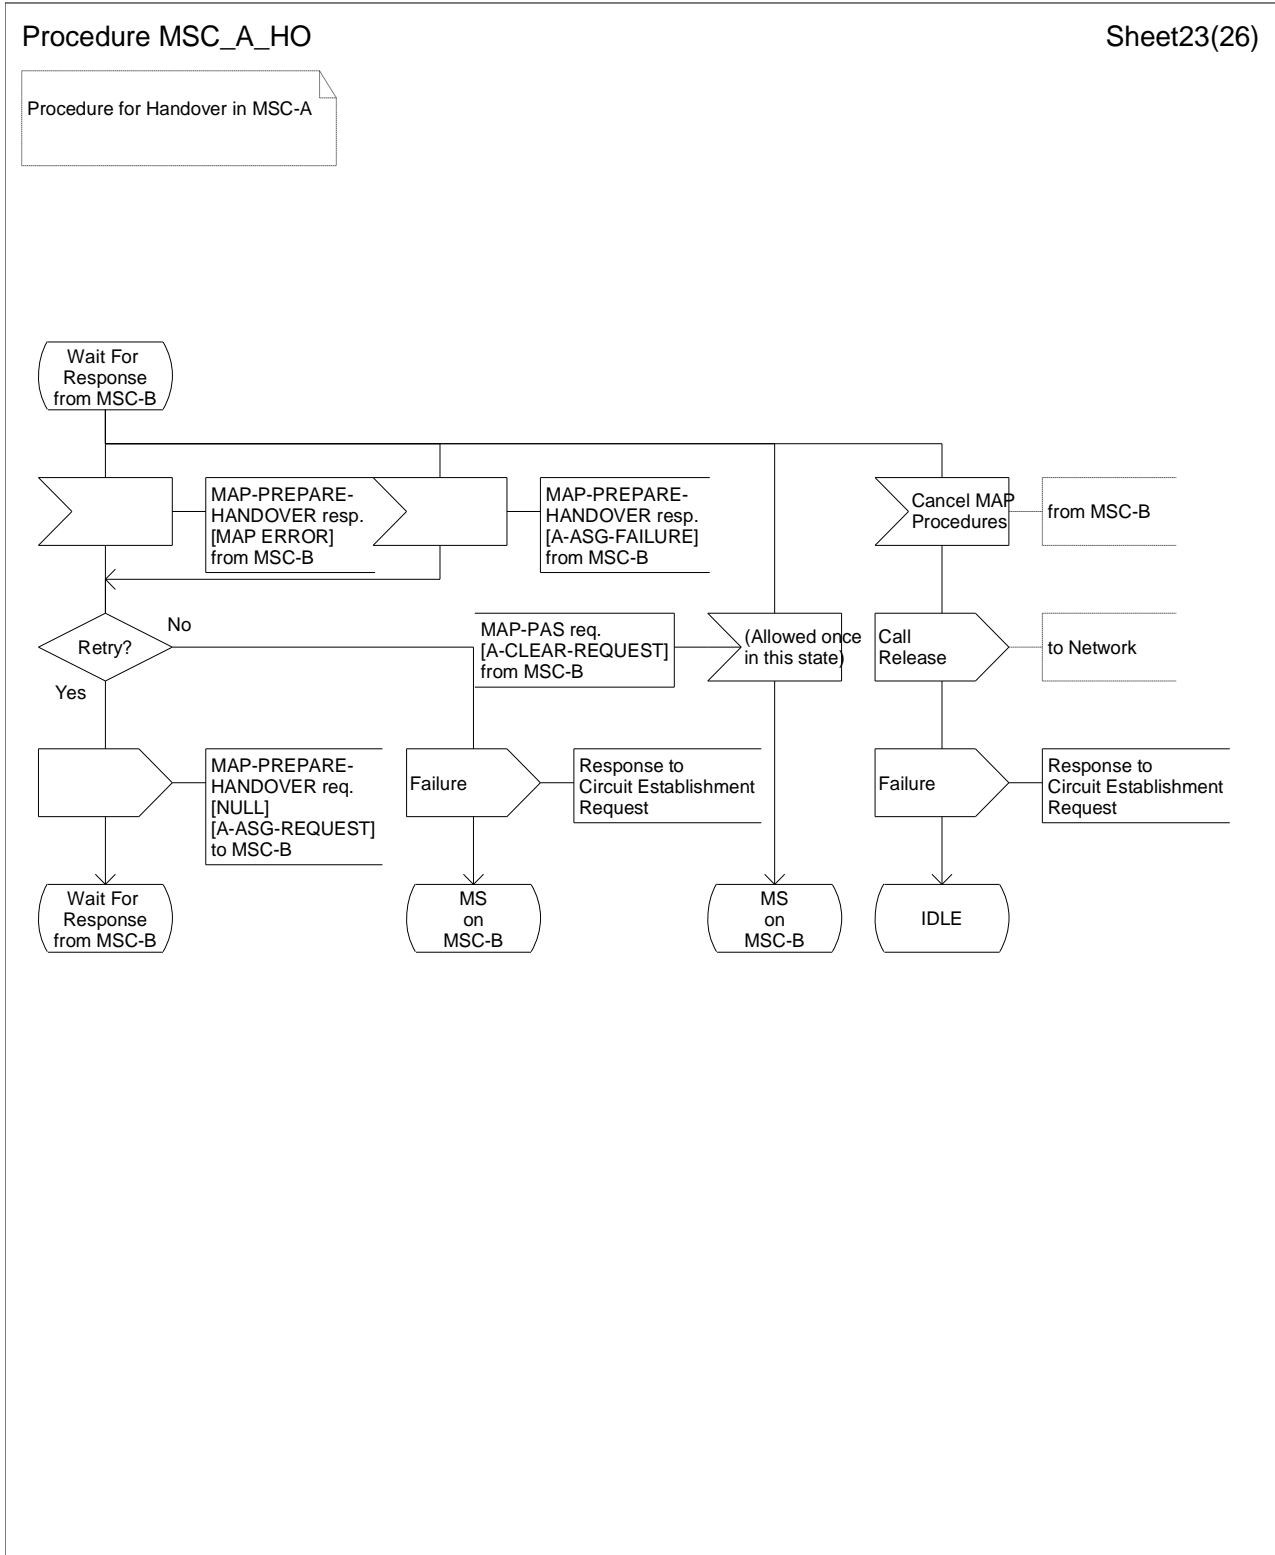 Procedure MSC_A_HO
Sheet23(26)
Procedure for Handover in MSC-A
Wait For
Response
from MSC-B
MAP-PREPARE-
HANDOVER resp.
[MAP ERROR]
from MSC-B
MAP-PREPARE-
HANDOVER resp.
[A-ASG-FAILURE]
from MSC-B
Cancel MAP
Procedures
from MSC-B
Retry?
No
Yes
MAP-PAS req.
[A-CLEAR-REQUEST]
from MSC-B
(Allowed once
in this state)
Call
Release
to Network
MAP-PREPARE-
HANDOVER req.
[NULL]
[A-ASG-REQUEST]
to MSC-B
Failure
Response to
Circuit Establishment
Request
Failure
Response to
Circuit Establishment
Request
Wait For
Response
from MSC-B
MS
on
MSC-B
MS
on
MSC-B
IDLE